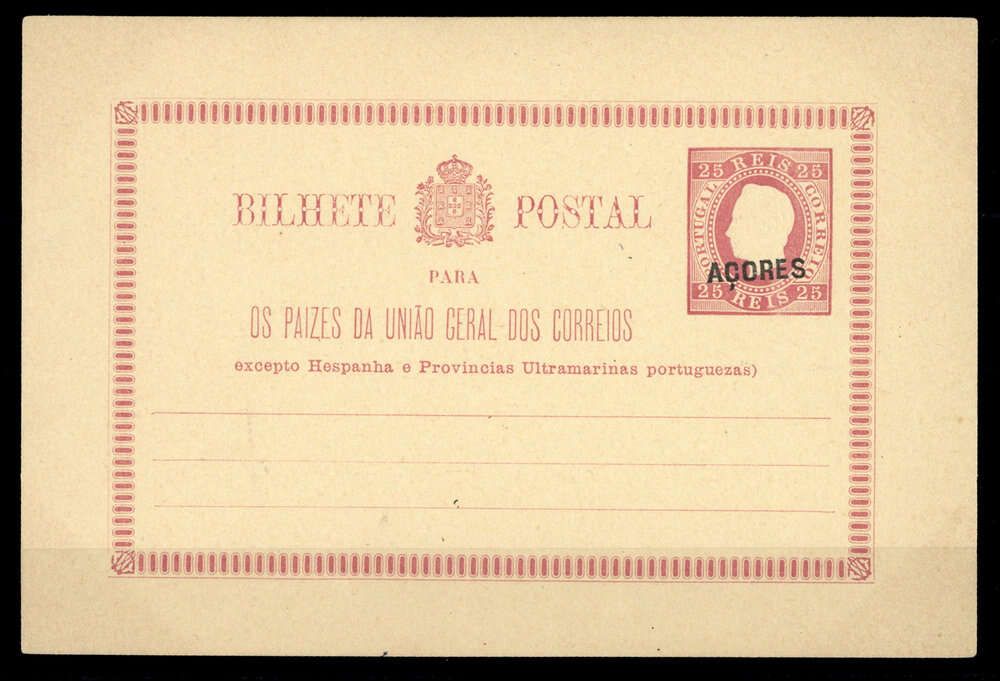 BILHETE POSTAL
PARA
OS PAIZES DA UNIÃO GERAL DOS CORREIOS
excepto Hespanha e Provincias Ultramarinas portuguezas)
25 REIS 25
PORTUGAL CORREIO
AÇORES
25 REIS 25